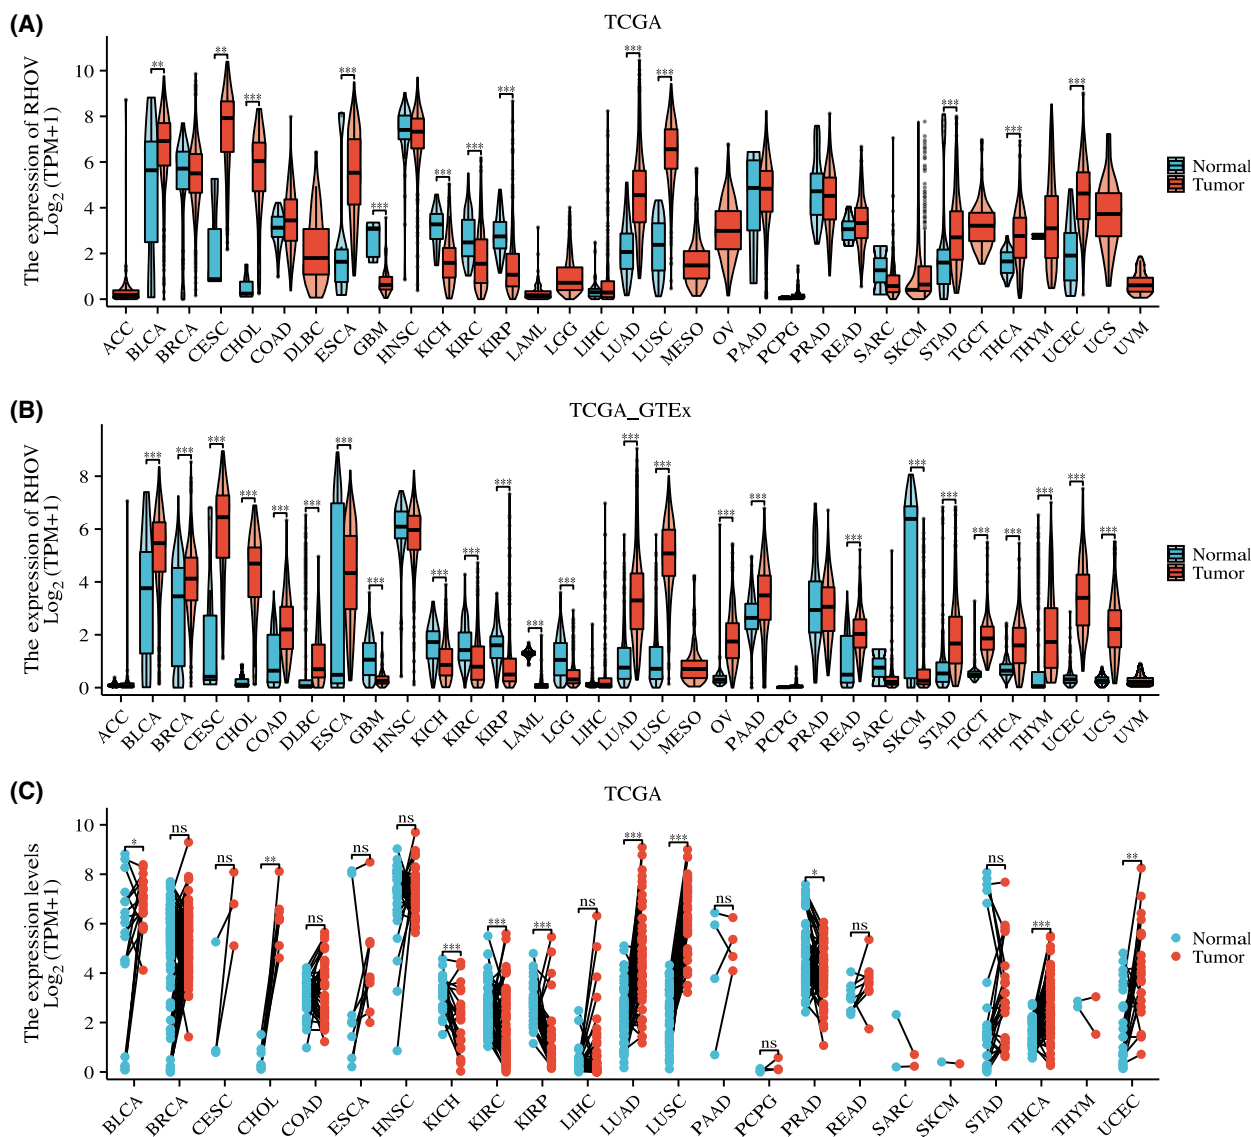 (A)
TCGA
The expression of RHOV
Log2 (TPM+1)
10
8
6
4
2
0
** ** *** *** *** *** *** *** *** *** *** *** ***
Normal
Tumor
ACC BLCA BRCA CESC CHOL COAD DLBC ESCA GBM HNSC KICH KIRC KIRP LAML LGG LIHC LUAD LUSC MESO OV PAAD PCPG PRAD READ SARC SKCM STAD TGCT THCA THYM UCEC UCS UVM
(B)
TCGA_GTEx
The expression of RHOV
Log2 (TPM+1)
8
6
4
2
0
*** *** *** *** *** *** *** *** *** *** *** *** *** *** *** *** *** *** *** *** *** *** *** *** *** ***
Normal
Tumor
ACC BLCA BRCA CESC CHOL COAD DLBC ESCA GBM HNSC KICH KIRC KIRP LAML LGG LIHC LUAD LUSC MESO OV PAAD PCPG PRAD READ SARC SKCM STAD TGCT THCA THYM UCEC UCS UVM
(C)
TCGA
The expression levels
Log2 (TPM+1)
10
8
6
4
2
0
* ns ns ** ns ns ns *** *** *** ns *** *** ns ns * ns ns *** **
Normal
Tumor
BLCA BRCA CESC CHOL COAD ESCA HNSC KICH KIRC KIRP LIHC LUAD LUSC PAAD PCPG PRAD READ SARC SKCM STAD THCA THYM UCEC